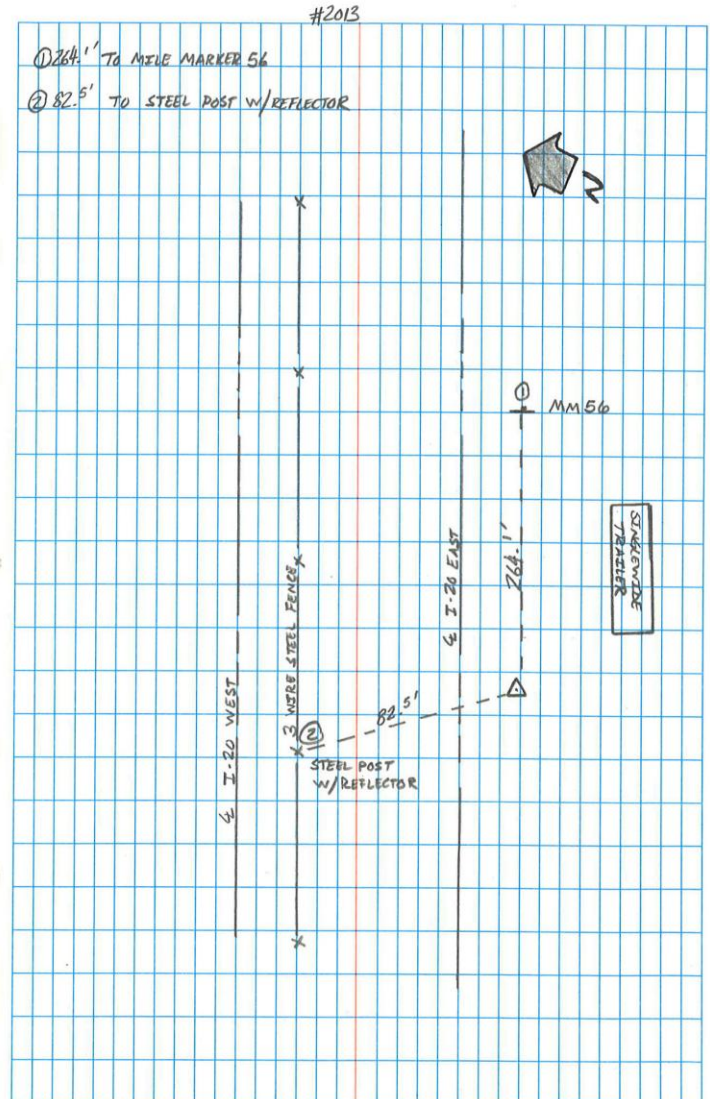 #2013
① 264.1' TO MILE MARKER 56
② 82.5' TO STEEL POST W/REFLECTOR
N
①
MM 56
264.1'
SINGLEWIDE
TRAILER
℄ I-20 EAST
3 WIRE STEEL FENCE
82.5'
②
STEEL POST
W/REFLECTOR
℄ I-20 WEST